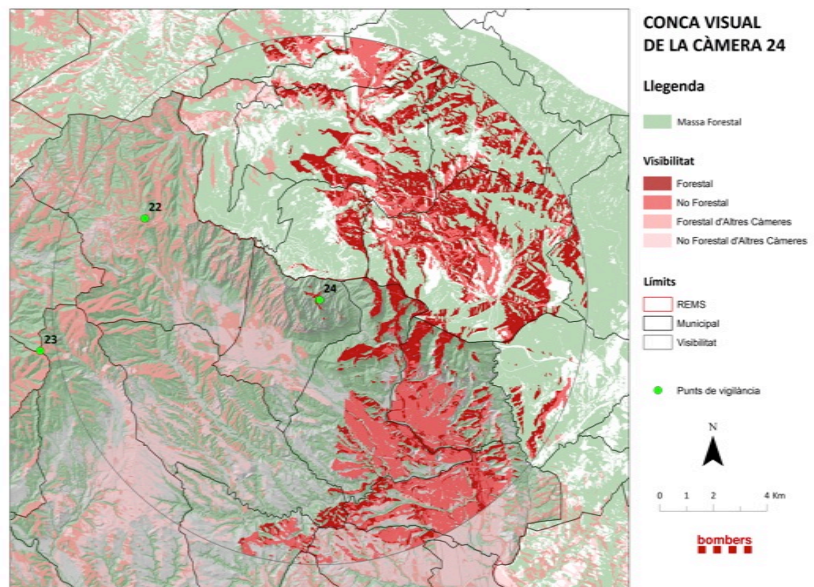 CONCA VISUAL
DE LA CÀMERA 24
Llegenda
Massa Forestal
Visibilitat
Forestal
No Forestal
Forestal d'Altres Càmeres
No Forestal d'Altres Càmeres
Límits
REMS
Municipal
Visibilitat
Punts de vigilància
N
0 1 2 4 Km
bombers
22
24
23